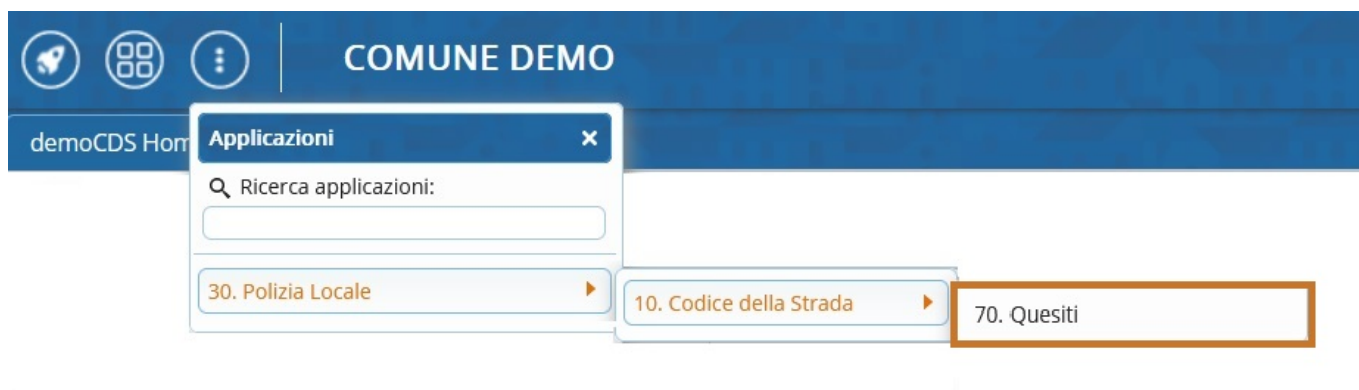 COMUNE DEMO
demoCDS Hom
Applicazioni
Ricerca applicazioni:
30. Polizia Locale
10. Codice della Strada
70. Quesiti